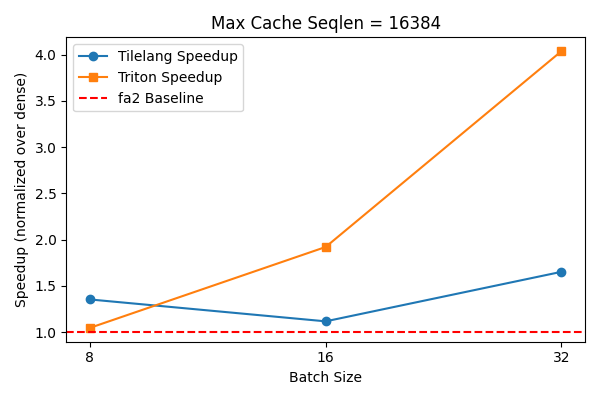 Max Cache Seqlen = 16384
Tilelang Speedup
Triton Speedup
fa2 Baseline
Speedup (normalized over dense)
4.0
3.5
3.0
2.5
2.0
1.5
1.0
8
16
32
Batch Size